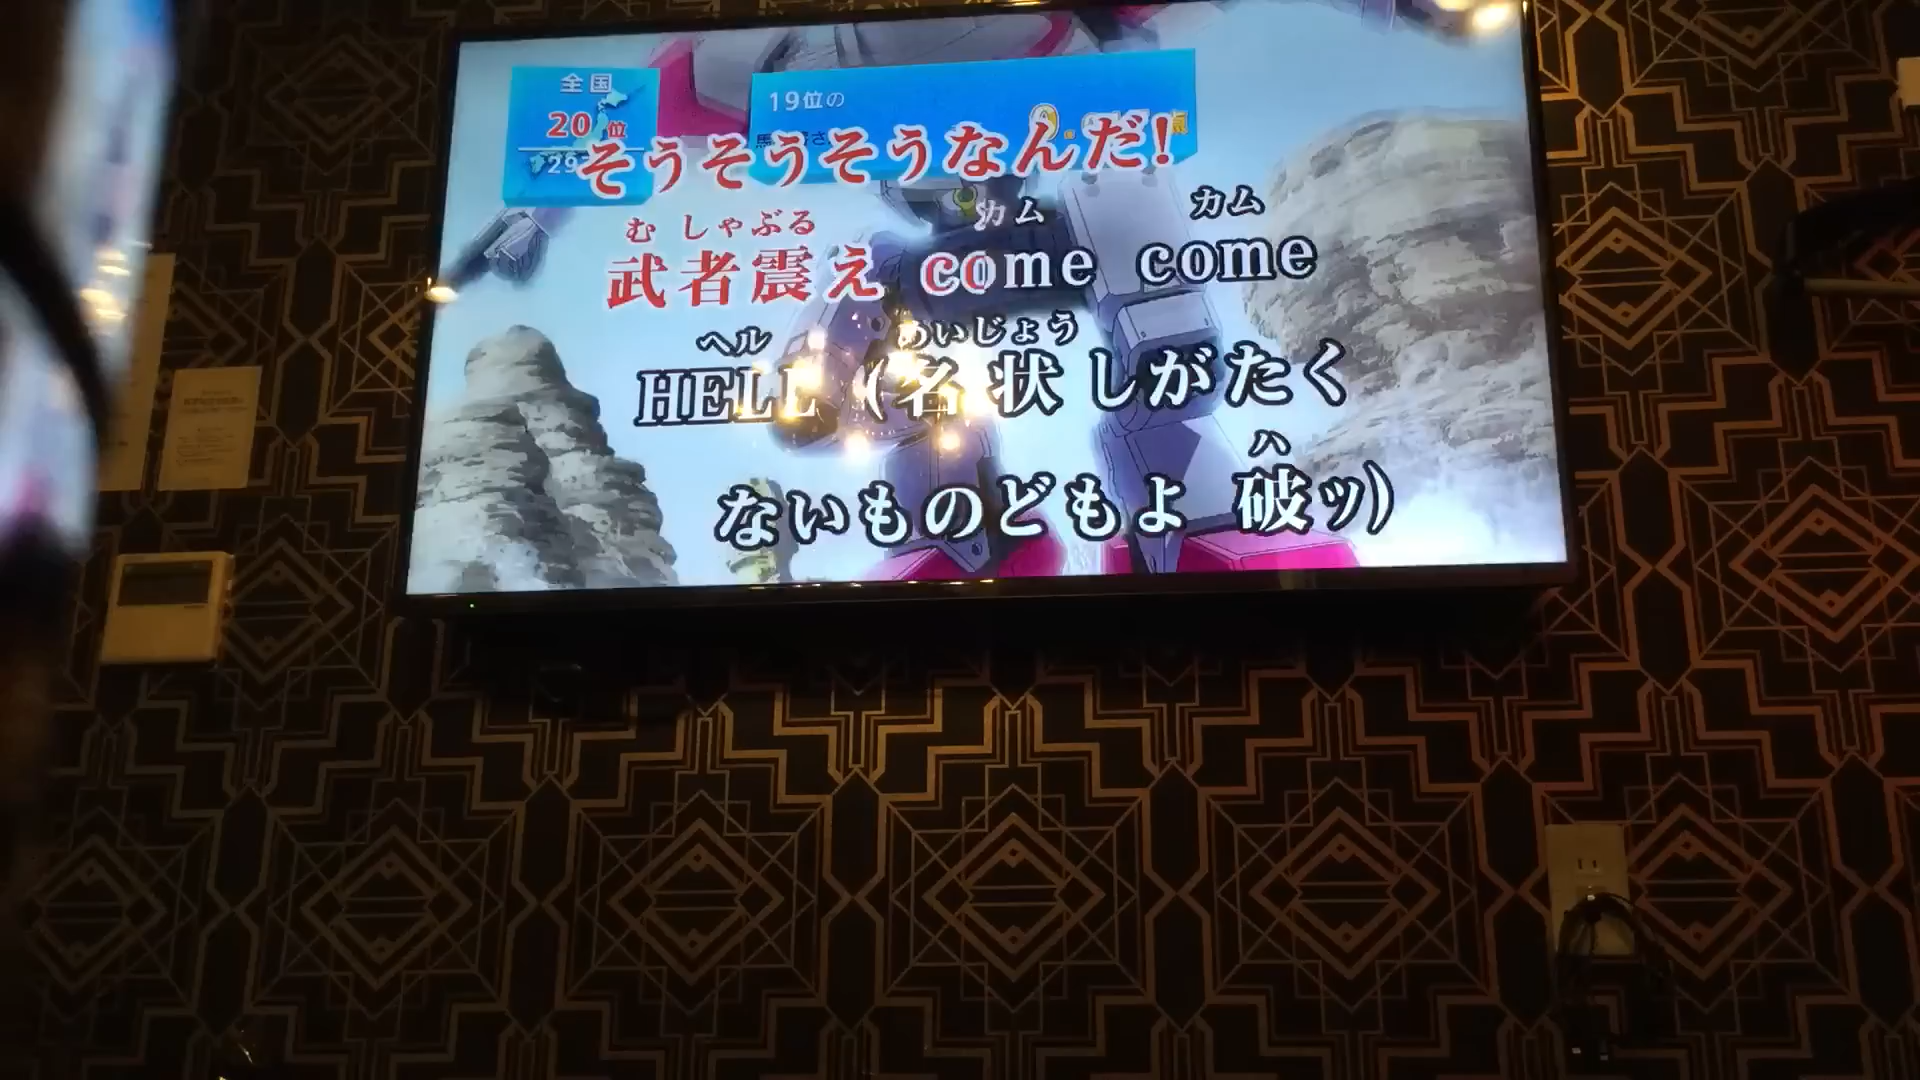 全国
20位
19位の
そうそうそうなんだ!
む しゃぶる カム カム
武者震え come come
ヘル めいじょう
HELL (名状しがたく
ハ
ないものどもよ 破ッ)